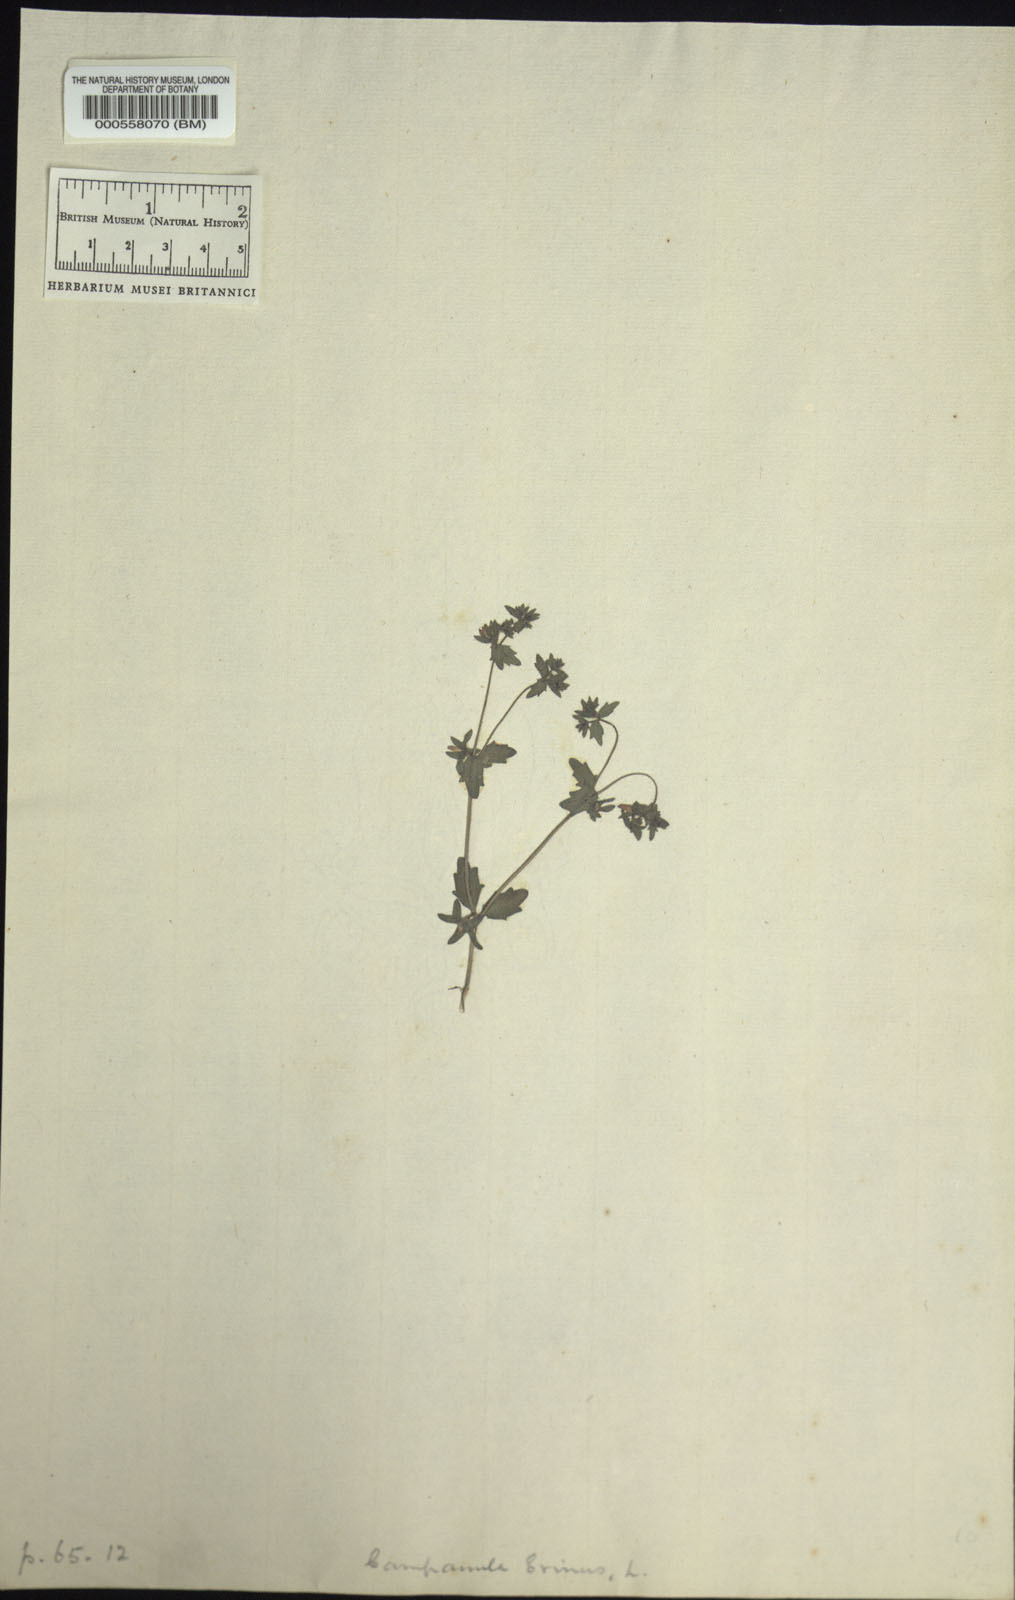 THE NATURAL HISTORY MUSEUM, LONDON
DEPARTMENT OF BOTANY
000558070 (BM)
1 2
BRITISH MUSEUM (NATURAL HISTORY)
1 2 3 4 5
HERBARIUM MUSEI BRITANNICI
p. 65. 12
Campanula Erinus, L.